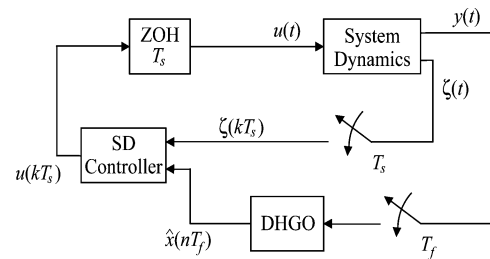 ZOH
T_s
u(t)
System
Dynamics
y(t)
ζ(t)
ζ(kT_s)
SD
Controller
u(kT_s)
T_s
x̂(nT_f)
DHGO
T_f